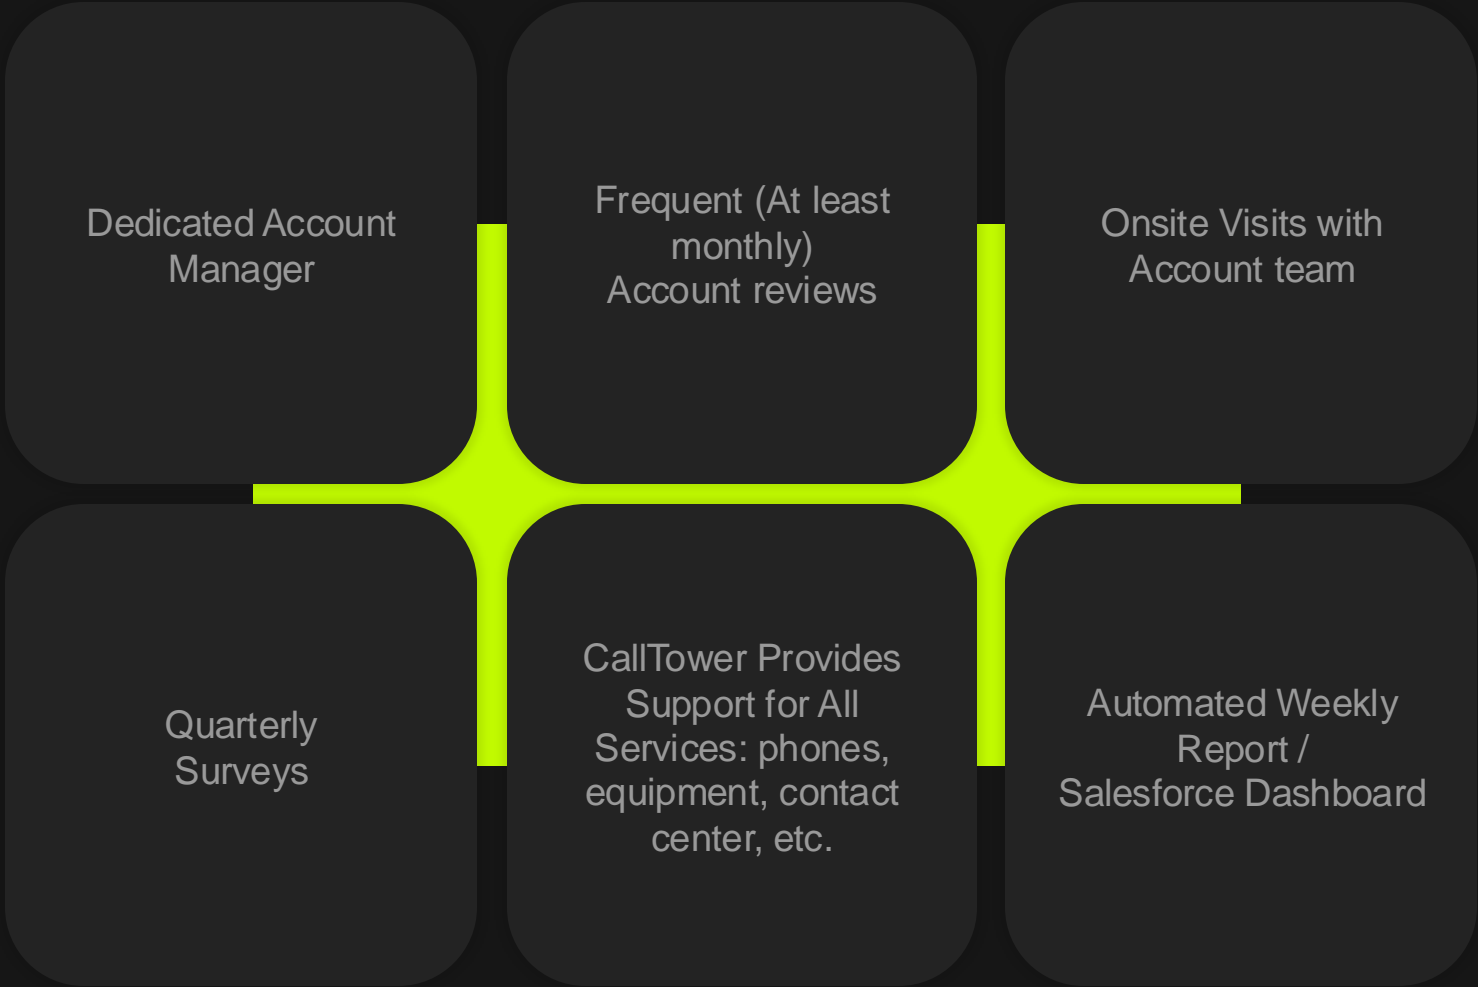 Dedicated Account
Manager
Frequent (At least
monthly)
Account reviews
Onsite Visits with
Account team
Quarterly
Surveys
CallTower Provides
Support for All
Services: phones,
equipment, contact
center, etc.
Automated Weekly
Report /
Salesforce Dashboard